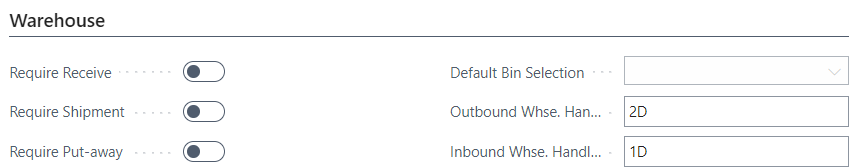 Warehouse
Require Receive
Default Bin Selection
Require Shipment
Outbound Whse. Han...
2D
Require Put-away
Inbound Whse. Handl...
1D